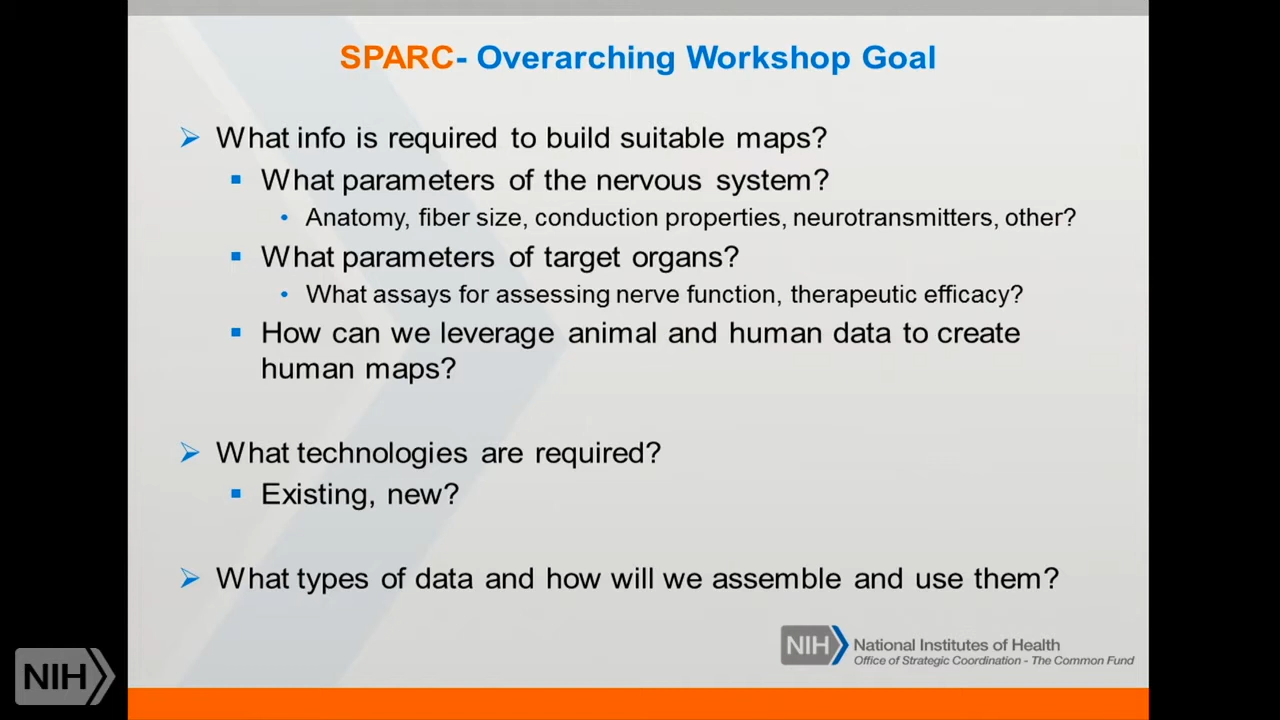 SPARC- Overarching Workshop Goal
What info is required to build suitable maps?
What parameters of the nervous system?
Anatomy, fiber size, conduction properties, neurotransmitters, other?
What parameters of target organs?
What assays for assessing nerve function, therapeutic efficacy?
How can we leverage animal and human data to create
human maps?
What technologies are required?
Existing, new?
What types of data and how will we assemble and use them?
NIH National Institutes of Health
Office of Strategic Coordination - The Common Fund
NIH